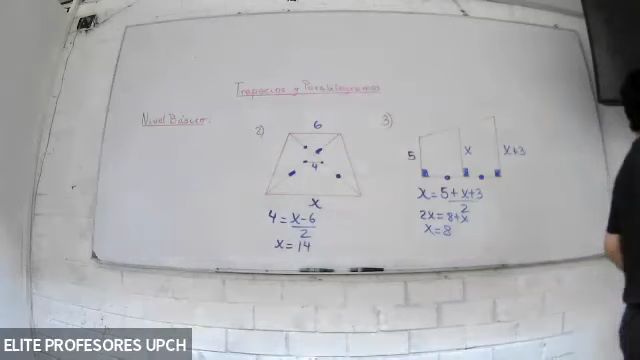 Trapecios y Paralelogramos
Nivel Básico:
2)
6
4
x
4 = x-6
2
x = 14
3)
5
x
x+3
x = 5+x+3
2
2x = 8+x
x = 8
ELITE PROFESORES UPCH